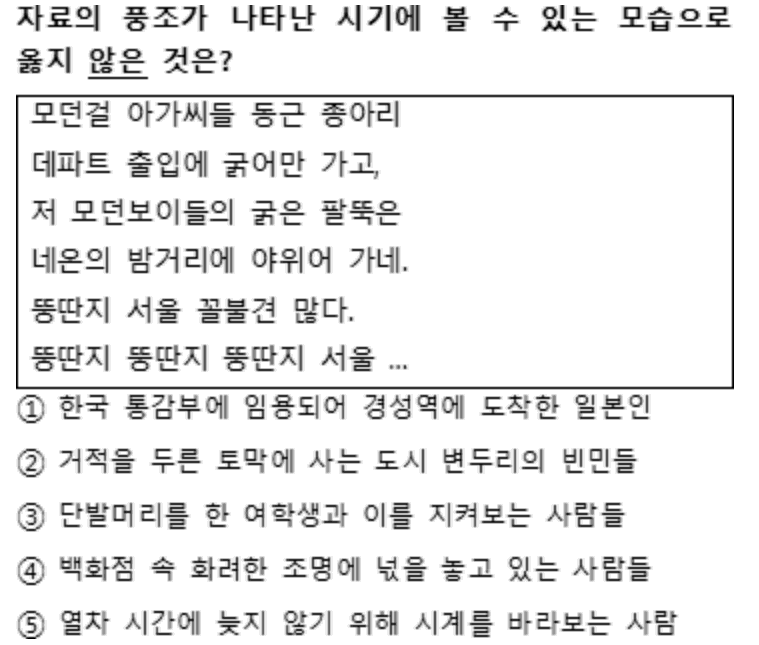 자료의 풍조가 나타난 시기에 볼 수 있는 모습으로
옳지 않은 것은?
모던걸 아가씨들 동근 종아리
데파트 출입에 굵어만 가고,
저 모던보이들의 굵은 팔뚝은
네온의 밤거리에 야위어 가네.
뚱딴지 서울 꼴불견 많다.
뚱딴지 뚱딴지 뚱딴지 서울 ...
① 한국 통감부에 임용되어 경성역에 도착한 일본인
② 거적을 두른 토막에 사는 도시 변두리의 빈민들
③ 단발머리를 한 여학생과 이를 지켜보는 사람들
④ 백화점 속 화려한 조명에 넋을 놓고 있는 사람들
⑤ 열차 시간에 늦지 않기 위해 시계를 바라보는 사람